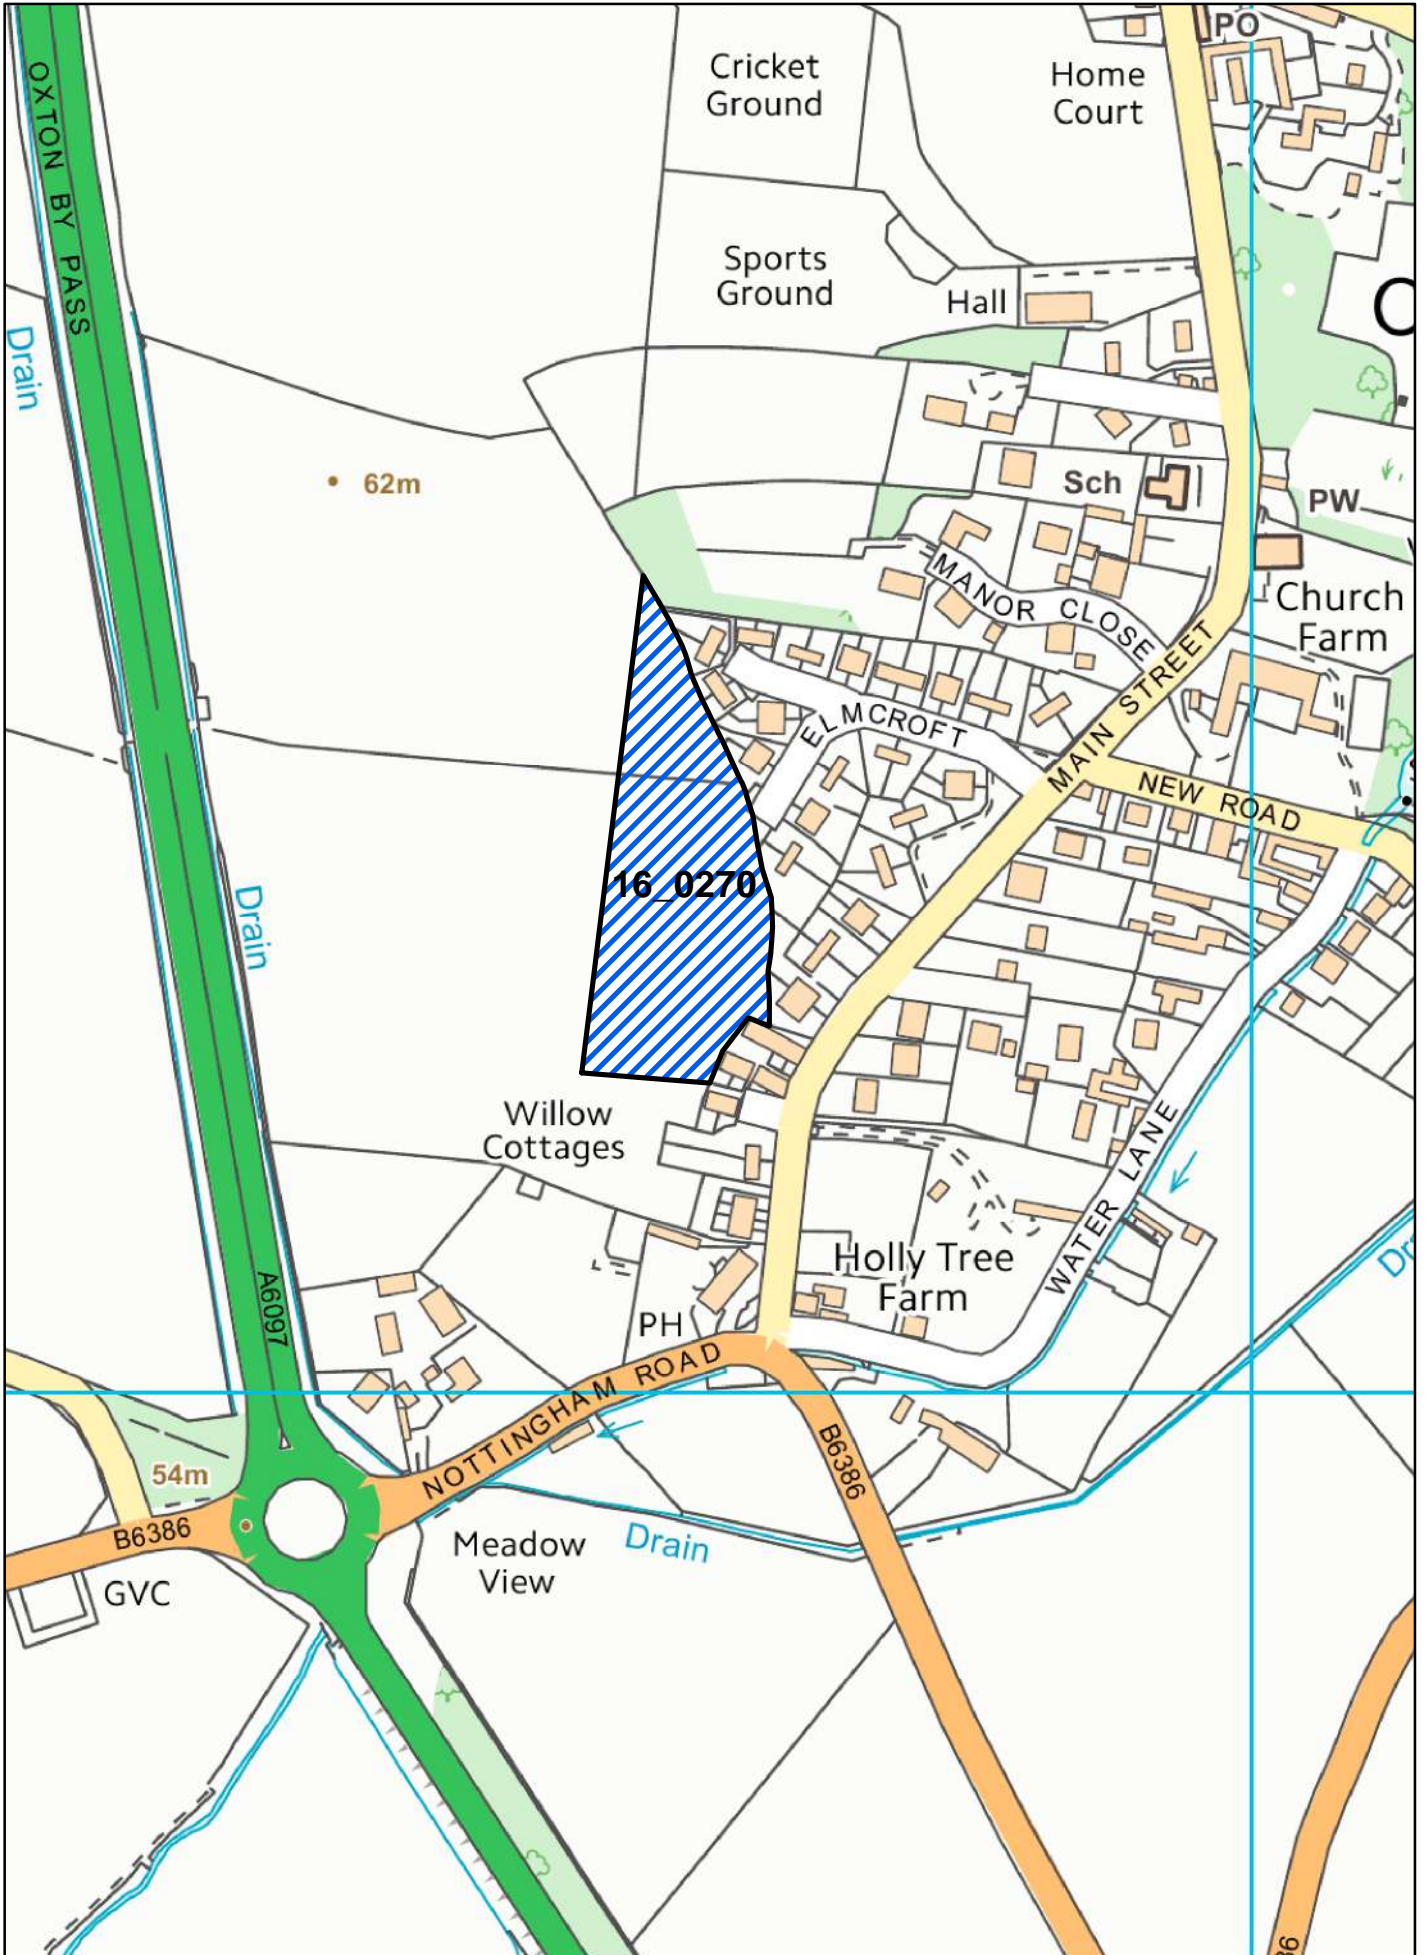 PO
Cricket
Ground
Home
Court
OXTON BY PASS
Sports
Ground
Hall
O
Drain
62m
Sch
PW
MANOR CLOSE
Church
Farm
MAIN STREET
ELMCROFT
NEW ROAD
16_0270
Drain
Willow
Cottages
WATER LANE
Holly Tree
Farm
Dr
A6097
PH
NOTTINGHAM ROAD
B6386
54m
B6386
Meadow
View
Drain
GVC